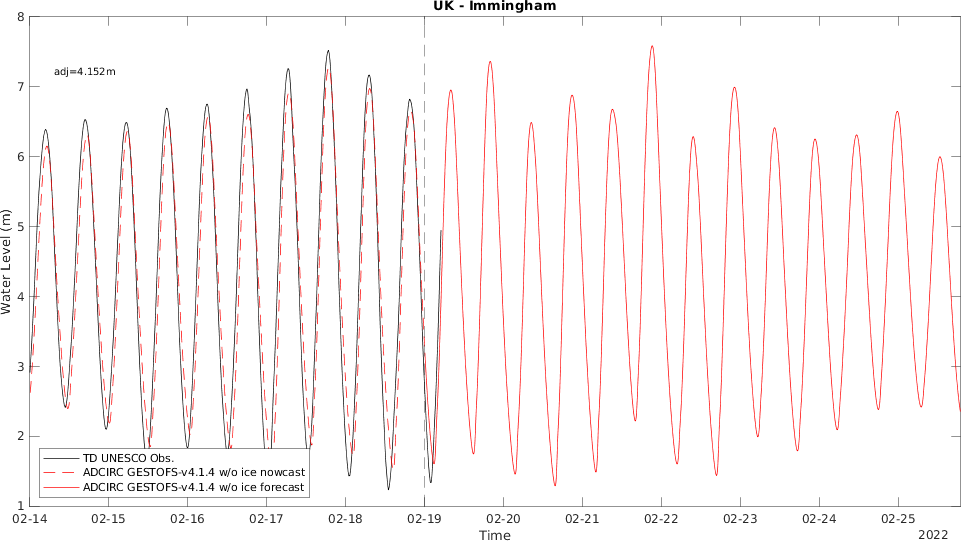 UK - Immingham
8
7
6
5
4
3
2
1
Water Level (m)
adj=4.152m
TD UNESCO Obs.
ADCIRC GESTOFS-v4.1.4 w/o ice nowcast
ADCIRC GESTOFS-v4.1.4 w/o ice forecast
02-14 02-15 02-16 02-17 02-18 02-19 02-20 02-21 02-22 02-23 02-24 02-25
Time
2022